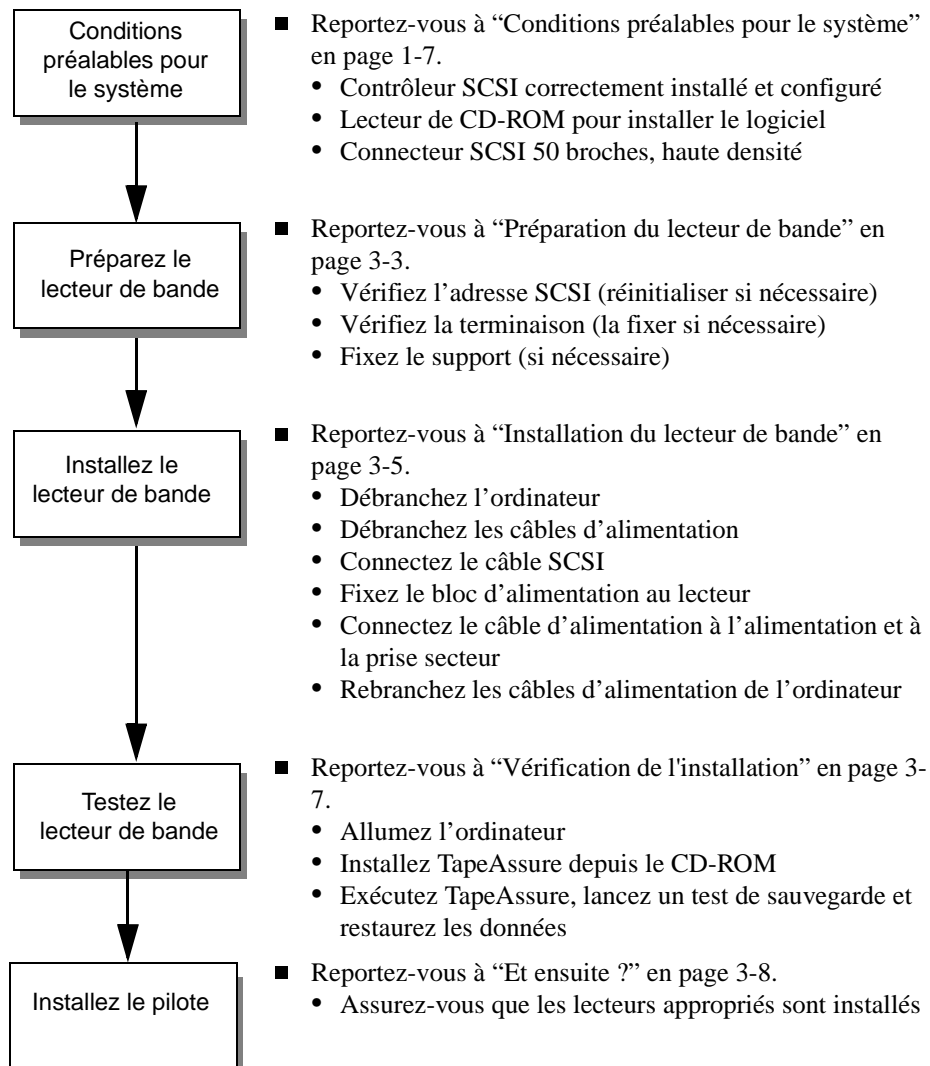 Conditions
préalables pour
le système
■ Reportez-vous à “Conditions préalables pour le système”
en page 1-7.
• Contrôleur SCSI correctement installé et configuré
• Lecteur de CD-ROM pour installer le logiciel
• Connecteur SCSI 50 broches, haute densité
Préparez le
lecteur de bande
■ Reportez-vous à “Préparation du lecteur de bande” en
page 3-3.
• Vérifiez l’adresse SCSI (réinitialiser si nécessaire)
• Vérifiez la terminaison (la fixer si nécessaire)
• Fixez le support (si nécessaire)
Installez le
lecteur de bande
■ Reportez-vous à “Installation du lecteur de bande” en
page 3-5.
• Débranchez l’ordinateur
• Débranchez les câbles d’alimentation
• Connectez le câble SCSI
• Fixez le bloc d’alimentation au lecteur
• Connectez le câble d’alimentation à l’alimentation et à
la prise secteur
• Rebranchez les câbles d’alimentation de l’ordinateur
Testez le
lecteur de bande
■ Reportez-vous à “Vérification de l'installation” en page 3-
7.
• Allumez l’ordinateur
• Installez TapeAssure depuis le CD-ROM
• Exécutez TapeAssure, lancez un test de sauvegarde et
restaurez les données
Installez le pilote
■ Reportez-vous à “Et ensuite ?” en page 3-8.
• Assurez-vous que les lecteurs appropriés sont installés